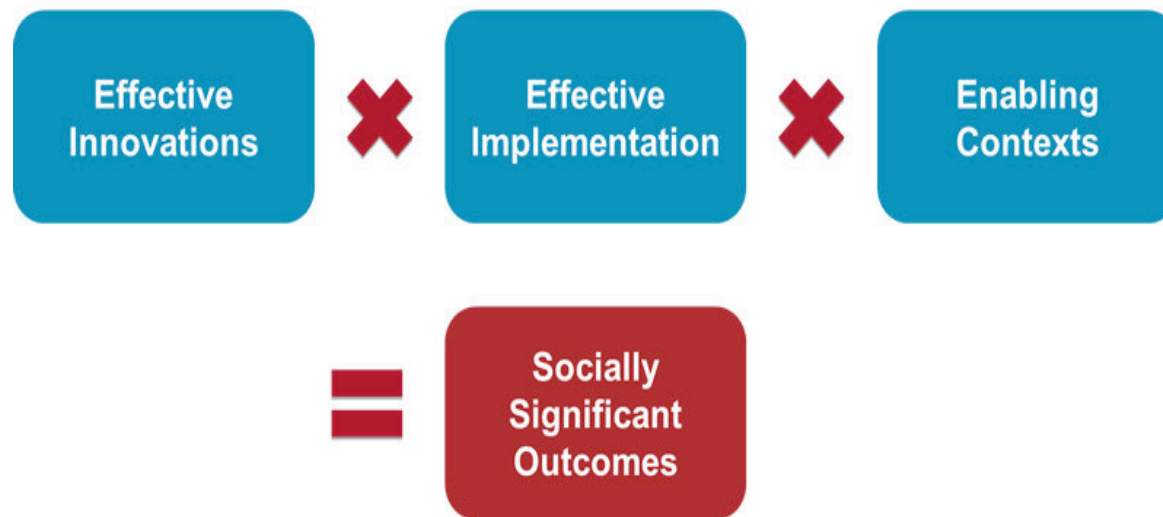 Effective
Innovations
Effective
Implementation
Enabling
Contexts
Socially
Significant
Outcomes